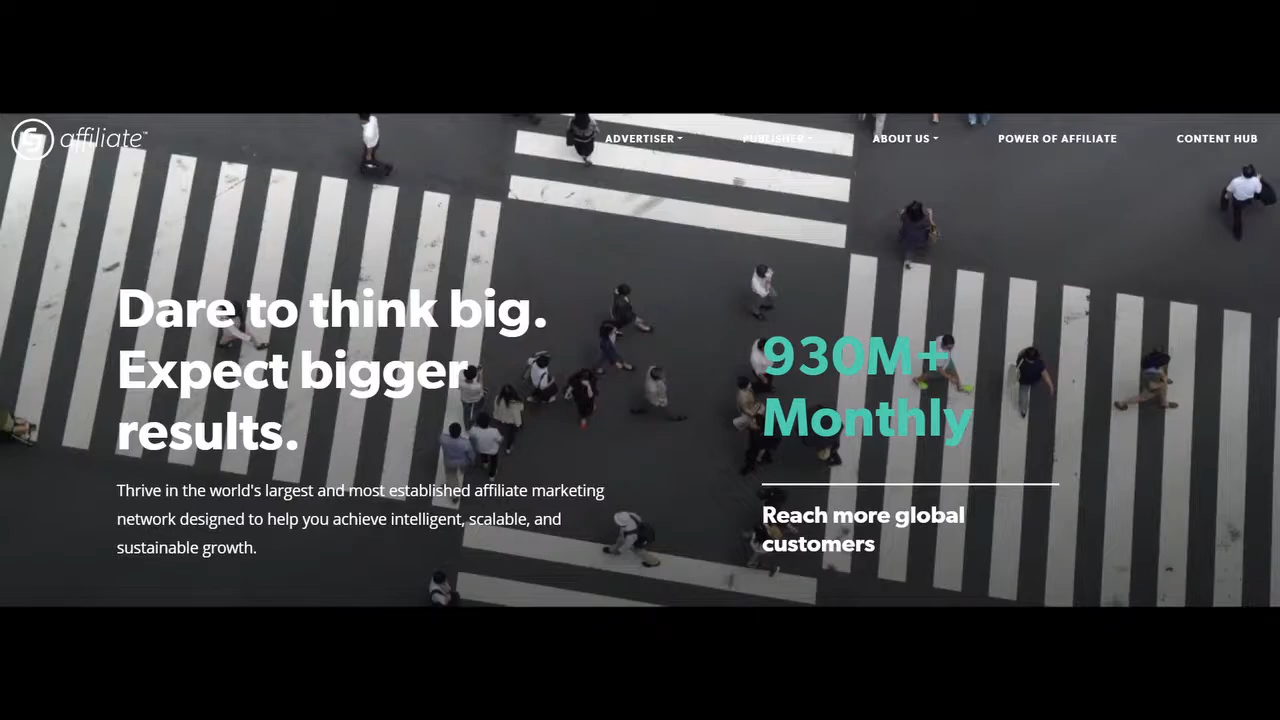 affiliate™
ADVERTISER
PUBLISHER
ABOUT US
POWER OF AFFILIATE
CONTENT HUB
Dare to think big.
Expect bigger
results.
Thrive in the world's largest and most established affiliate marketing
network designed to help you achieve intelligent, scalable, and
sustainable growth.
930M+
Monthly
Reach more global
customers